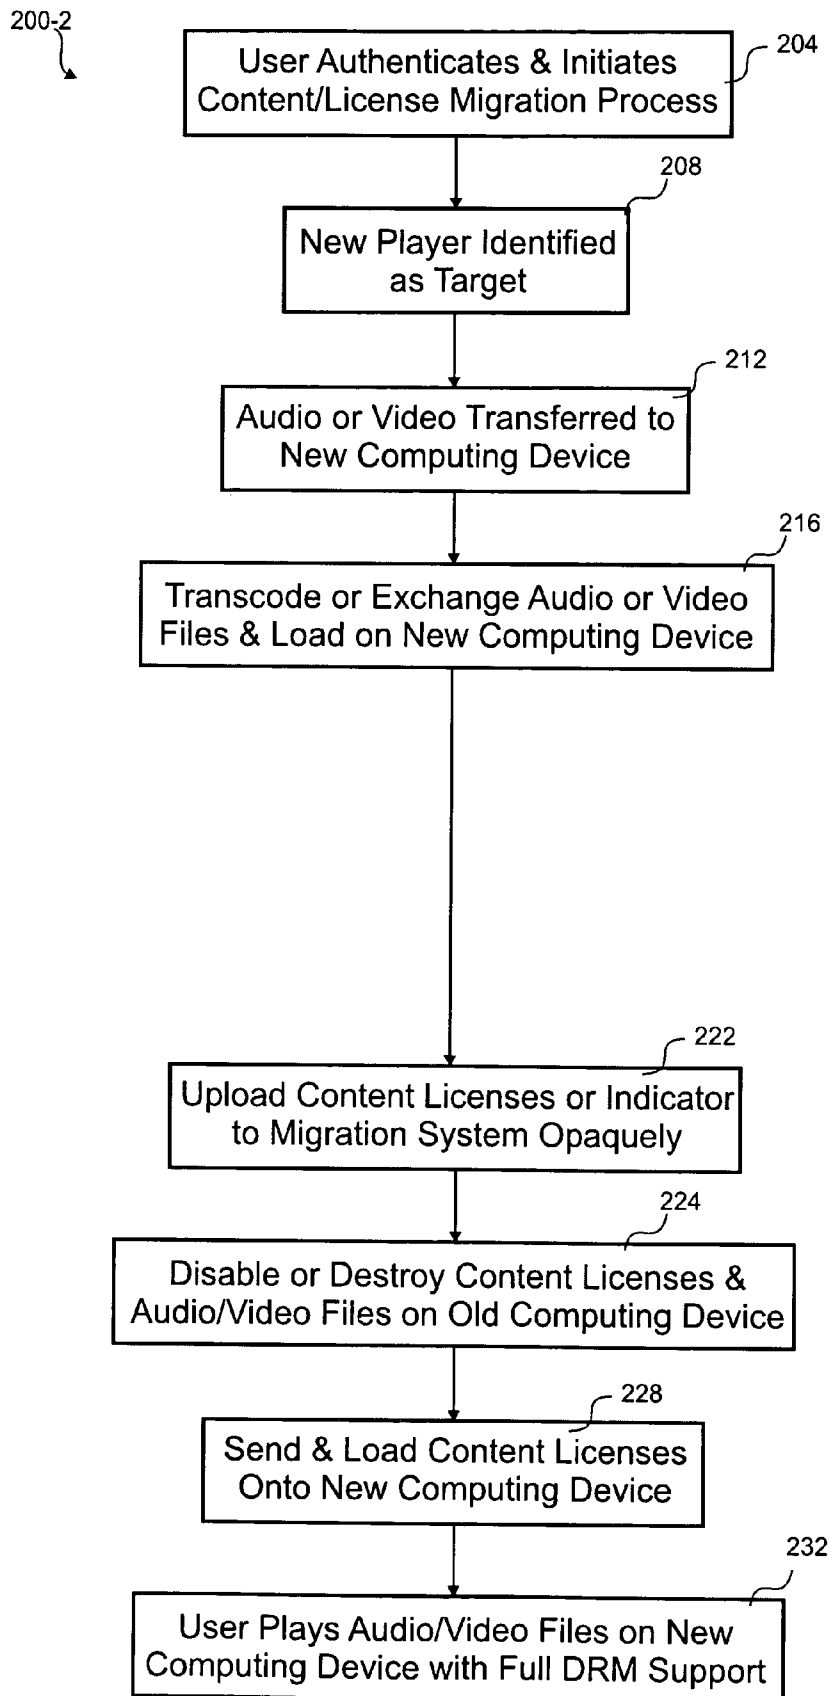 200-2
User Authenticates & Initiates
Content/License Migration Process
204
208
New Player Identified
as Target
212
Audio or Video Transferred to
New Computing Device
216
Transcode or Exchange Audio or Video
Files & Load on New Computing Device
222
Upload Content Licenses or Indicator
to Migration System Opaquely
224
Disable or Destroy Content Licenses &
Audio/Video Files on Old Computing Device
228
Send & Load Content Licenses
Onto New Computing Device
232
User Plays Audio/Video Files on New
Computing Device with Full DRM Support